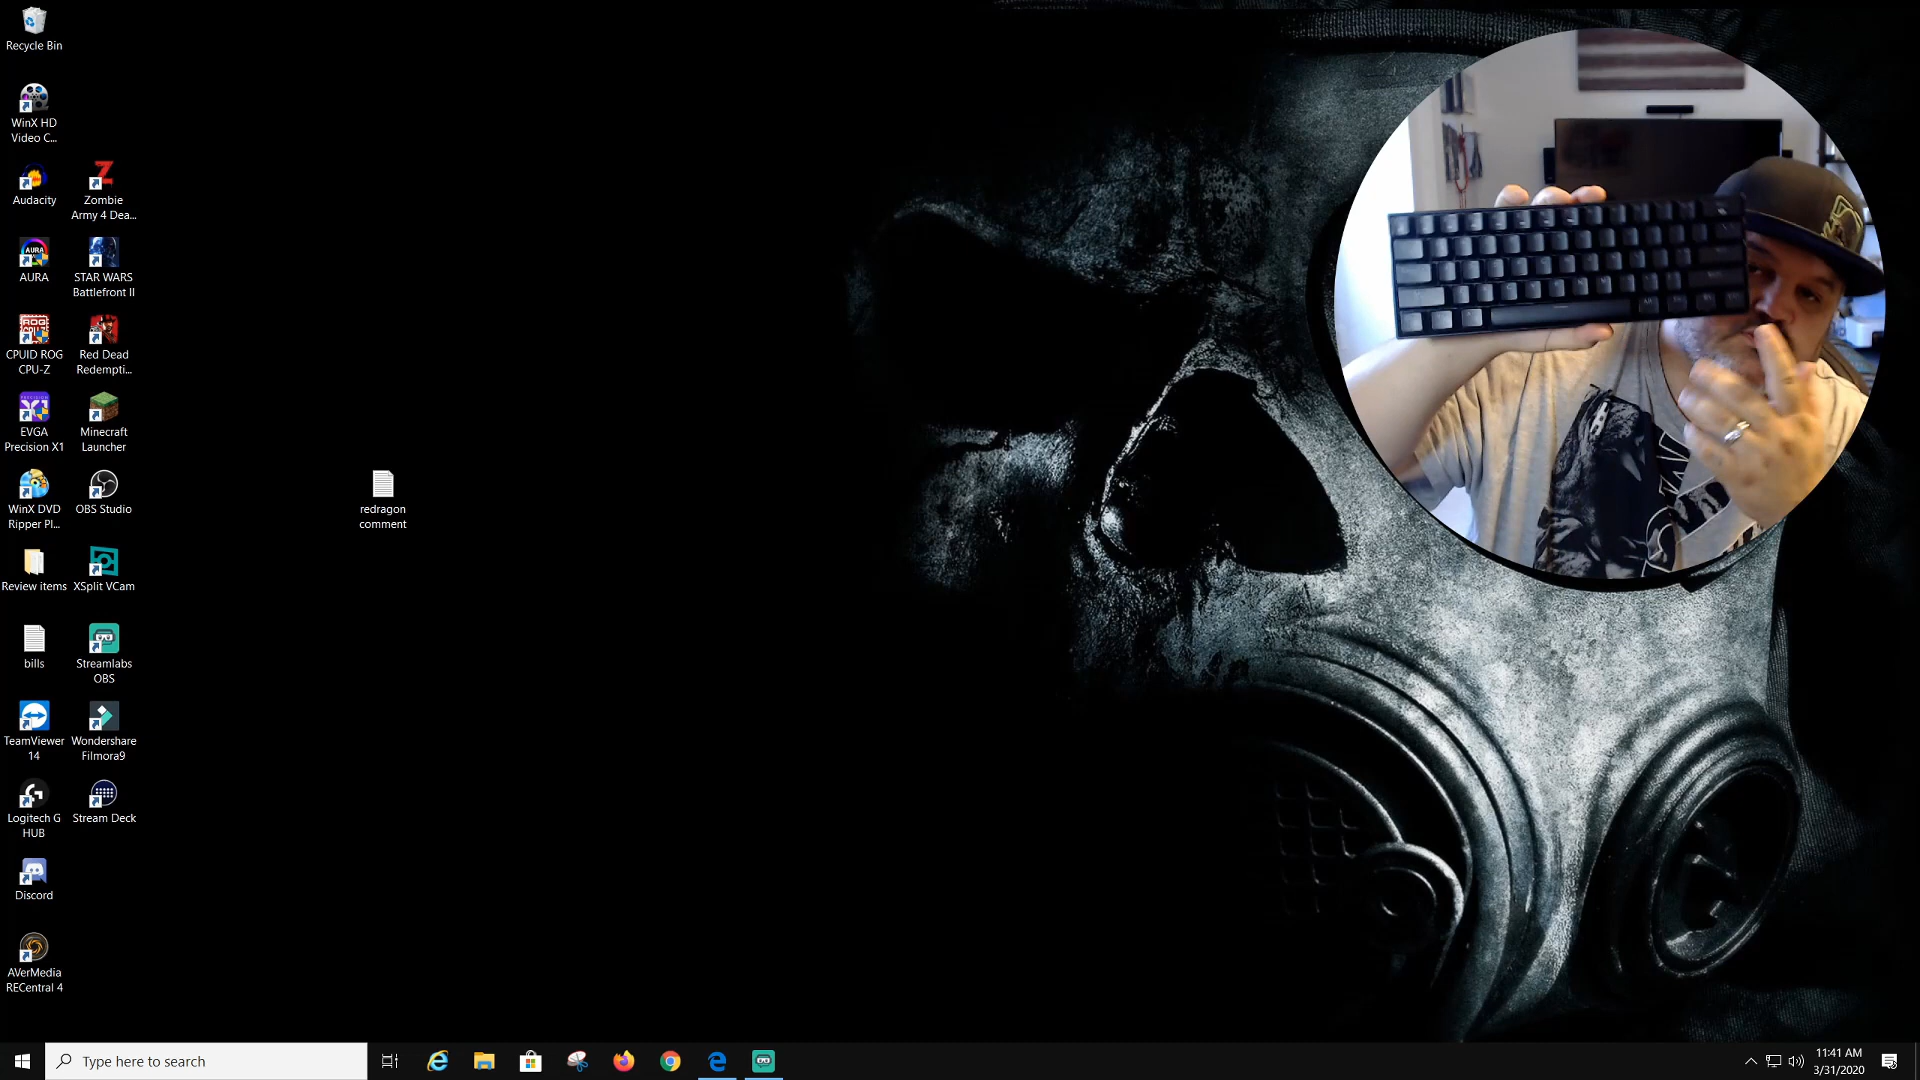 Recycle Bin
WinX HD
Video C...
Audacity
Zombie
Army 4 Dea...
AURA
AURA
STAR WARS
Battlefront II
CPUID ROG
CPU-Z
Red Dead
Redempti...
EVGA
Precision X1
Minecraft
Launcher
WinX DVD
Ripper Pl...
OBS Studio
redragon
comment
Review items
XSplit VCam
bills
Streamlabs
OBS
TeamViewer
14
Wondershare
Filmora9
Logitech G
HUB
Stream Deck
Discord
AVerMedia
RECentral 4
Type here to search
11:41 AM
3/31/2020